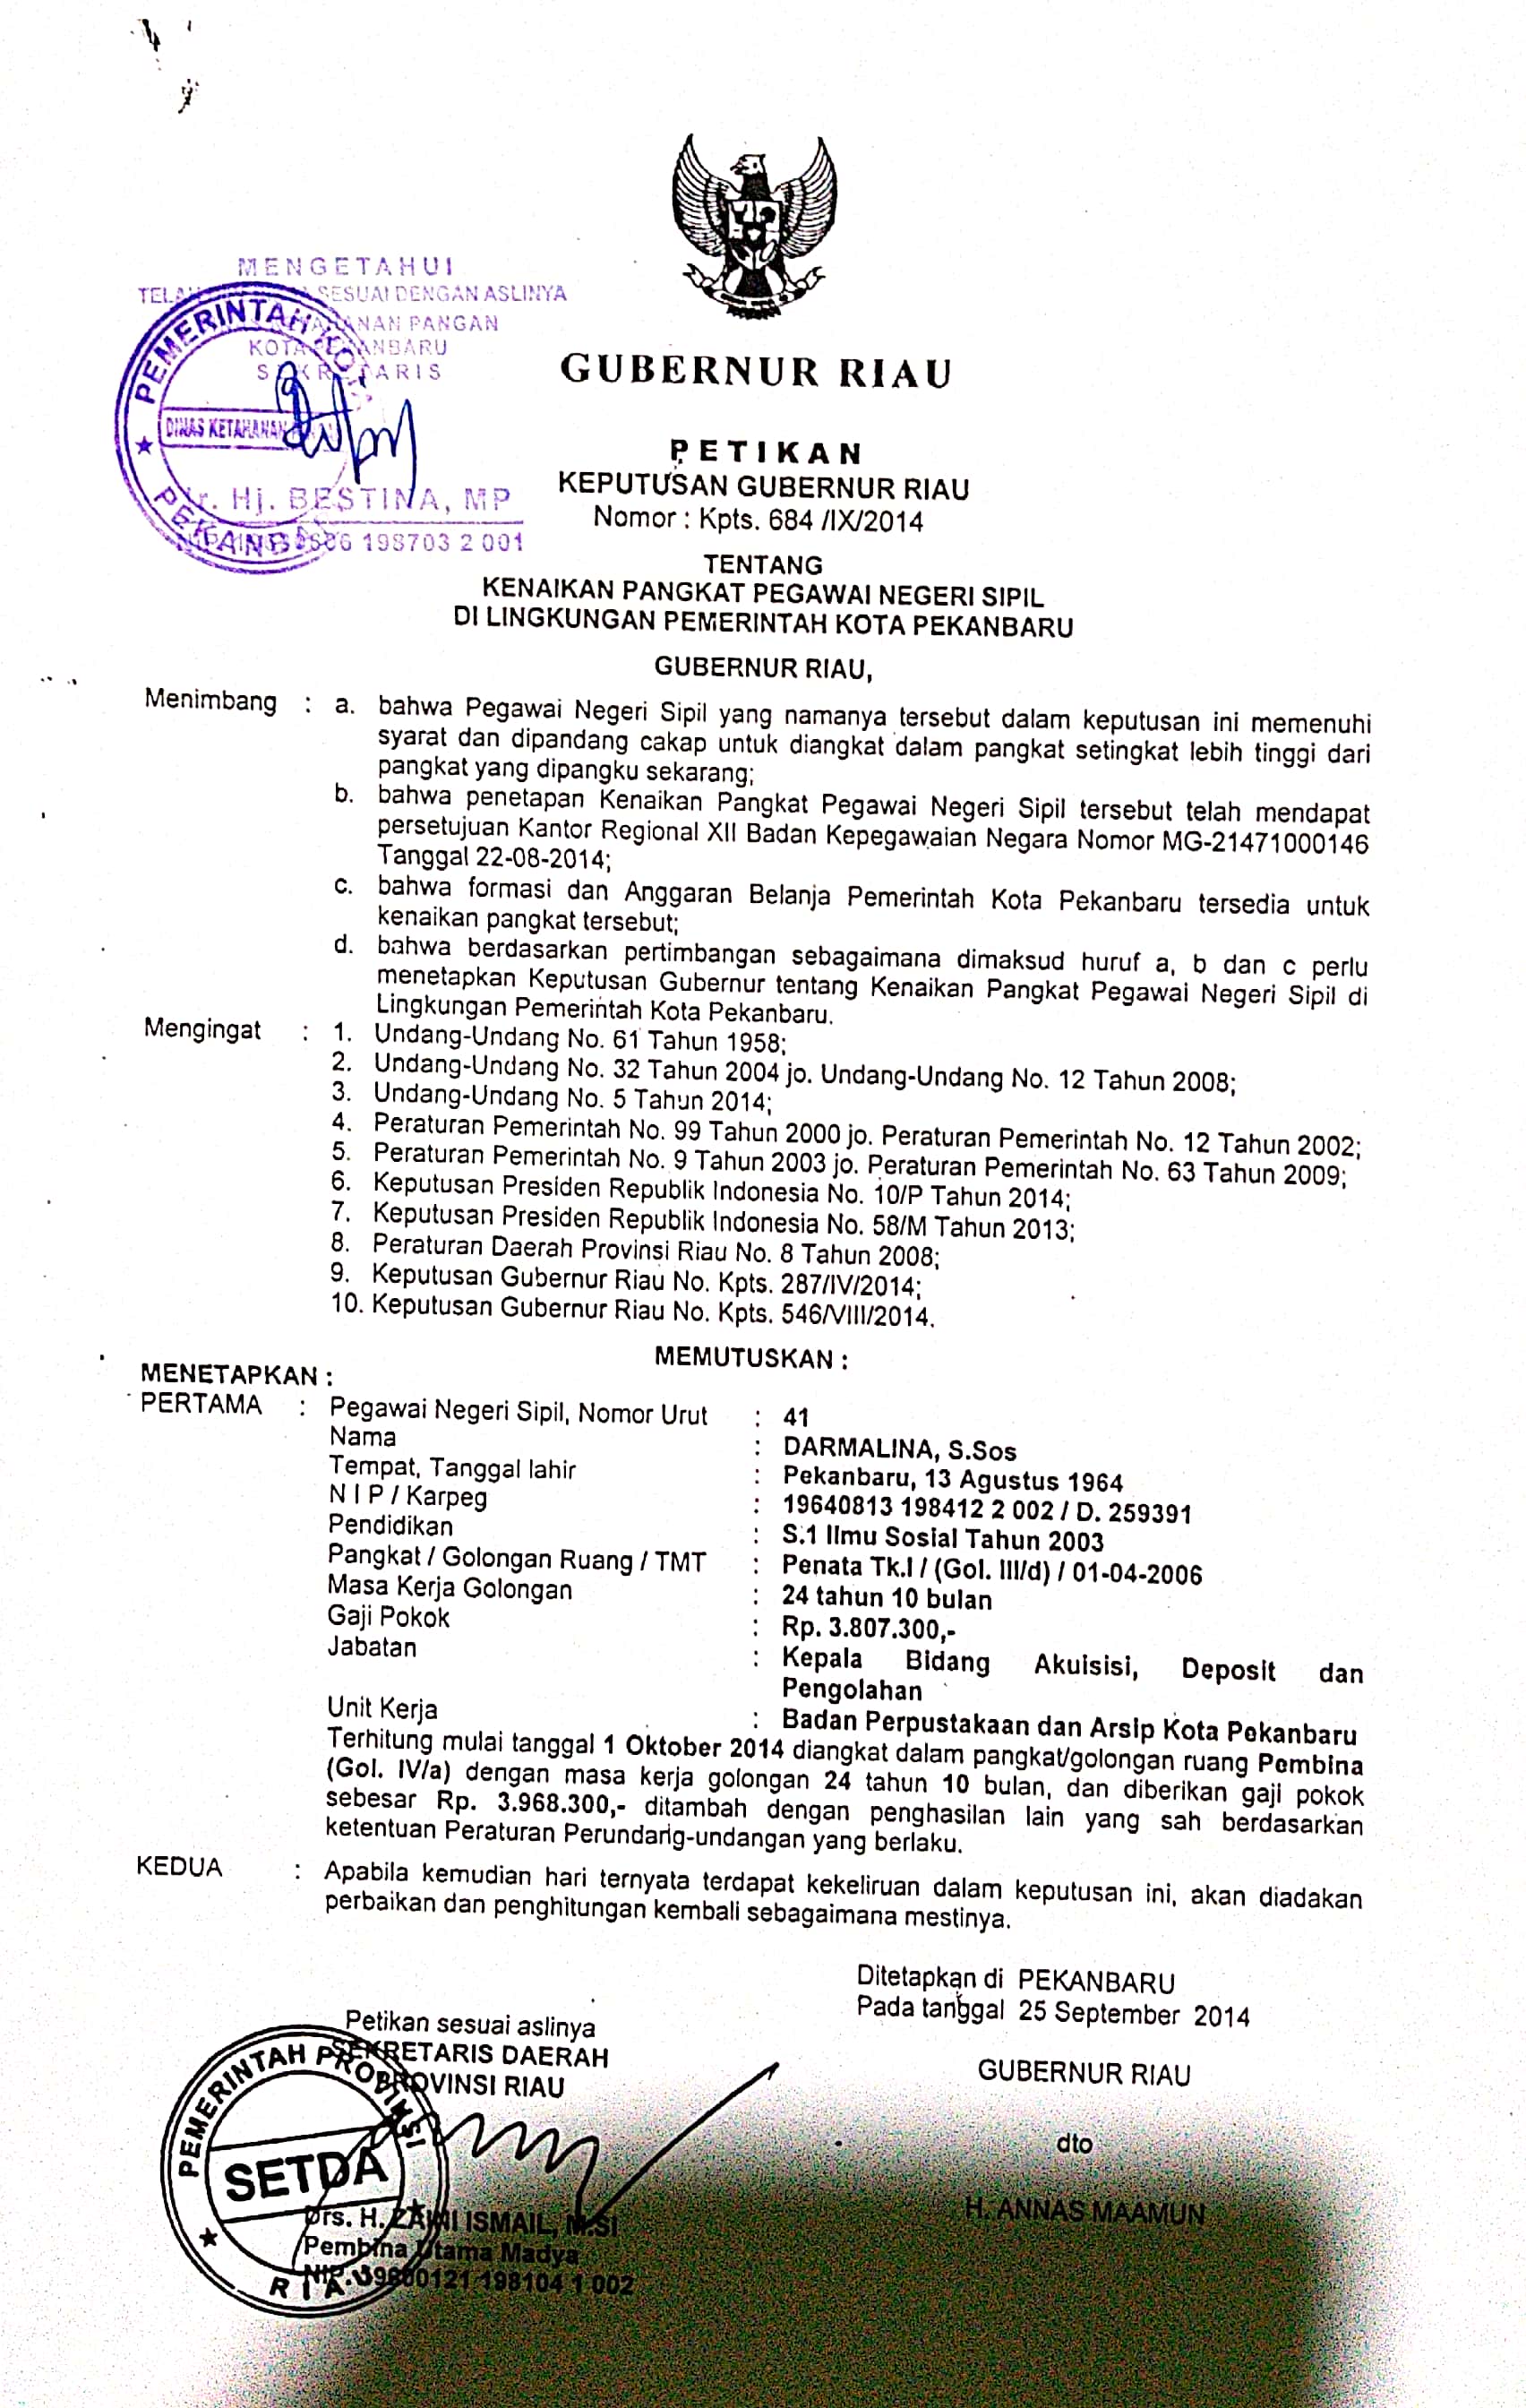 MENGETAHUI
SESUAI DENGAN ASLINYA
PANGAN
KOTA PEKANBARU
SEKRETARIS
PEMERINTAH KOTA
DINAS KETAHANAN
PEKANBARU
Ir. Hj. BESTINA, MP
198703 2 001
GUBERNUR RIAU
PETIKAN
KEPUTUSAN GUBERNUR RIAU
Nomor : Kpts. 684 /IX/2014
TENTANG
KENAIKAN PANGKAT PEGAWAI NEGERI SIPIL
DI LINGKUNGAN PEMERINTAH KOTA PEKANBARU
GUBERNUR RIAU,
Menimbang : a. bahwa Pegawai Negeri Sipil yang namanya tersebut dalam keputusan ini memenuhi
syarat dan dipandang cakap untuk diangkat dalam pangkat setingkat lebih tinggi dari
pangkat yang dipangku sekarang;
b. bahwa penetapan Kenaikan Pangkat Pegawai Negeri Sipil tersebut telah mendapat
persetujuan Kantor Regional XII Badan Kepegawaian Negara Nomor MG-21471000146
Tanggal 22-08-2014;
c. bahwa formasi dan Anggaran Belanja Pemerintah Kota Pekanbaru tersedia untuk
kenaikan pangkat tersebut;
d. bahwa berdasarkan pertimbangan sebagaimana dimaksud huruf a, b dan c perlu
menetapkan Keputusan Gubernur tentang Kenaikan Pangkat Pegawai Negeri Sipil di
Lingkungan Pemerintah Kota Pekanbaru.
Mengingat : 1. Undang-Undang No. 61 Tahun 1958;
2. Undang-Undang No. 32 Tahun 2004 jo. Undang-Undang No. 12 Tahun 2008;
3. Undang-Undang No. 5 Tahun 2014;
4. Peraturan Pemerintah No. 99 Tahun 2000 jo. Peraturan Pemerintah No. 12 Tahun 2002;
5. Peraturan Pemerintah No. 9 Tahun 2003 jo. Peraturan Pemerintah No. 63 Tahun 2009;
6. Keputusan Presiden Republik Indonesia No. 10/P Tahun 2014;
7. Keputusan Presiden Republik Indonesia No. 58/M Tahun 2013;
8. Peraturan Daerah Provinsi Riau No. 8 Tahun 2008;
9. Keputusan Gubernur Riau No. Kpts. 287/IV/2014;
10. Keputusan Gubernur Riau No. Kpts. 546/VIII/2014.
MEMUTUSKAN :
MENETAPKAN :
PERTAMA : Pegawai Negeri Sipil, Nomor Urut : 41
Nama : DARMALINA, S.Sos
Tempat, Tanggal lahir : Pekanbaru, 13 Agustus 1964
N I P / Karpeg : 19640813 198412 2 002 / D. 259391
Pendidikan : S.1 Ilmu Sosial Tahun 2003
Pangkat / Golongan Ruang / TMT : Penata Tk.I / (Gol. III/d) / 01-04-2006
Masa Kerja Golongan : 24 tahun 10 bulan
Gaji Pokok : Rp. 3.807.300,-
Jabatan : Kepala Bidang Akuisisi, Deposit dan
Pengolahan
Unit Kerja : Badan Perpustakaan dan Arsip Kota Pekanbaru
Terhitung mulai tanggal 1 Oktober 2014 diangkat dalam pangkat/golongan ruang Pembina
(Gol. IV/a) dengan masa kerja golongan 24 tahun 10 bulan, dan diberikan gaji pokok
sebesar Rp. 3.968.300,- ditambah dengan penghasilan lain yang sah berdasarkan
ketentuan Peraturan Perundang-undangan yang berlaku.
KEDUA : Apabila kemudian hari ternyata terdapat kekeliruan dalam keputusan ini, akan diadakan
perbaikan dan penghitungan kembali sebagaimana mestinya.
Ditetapkan di PEKANBARU
Pada tanggal 25 September 2014
GUBERNUR RIAU
dto
H. ANNAS MAAMUN
Petikan sesuai aslinya
SEKRETARIS DAERAH
PROVINSI RIAU
PEMERINTAH PROVINSI
SETDA
RIAU
Drs. H. ZAINI ISMAIL, M.SI
Pembina Utama Madya
NIP. 19600121 198104 1 002